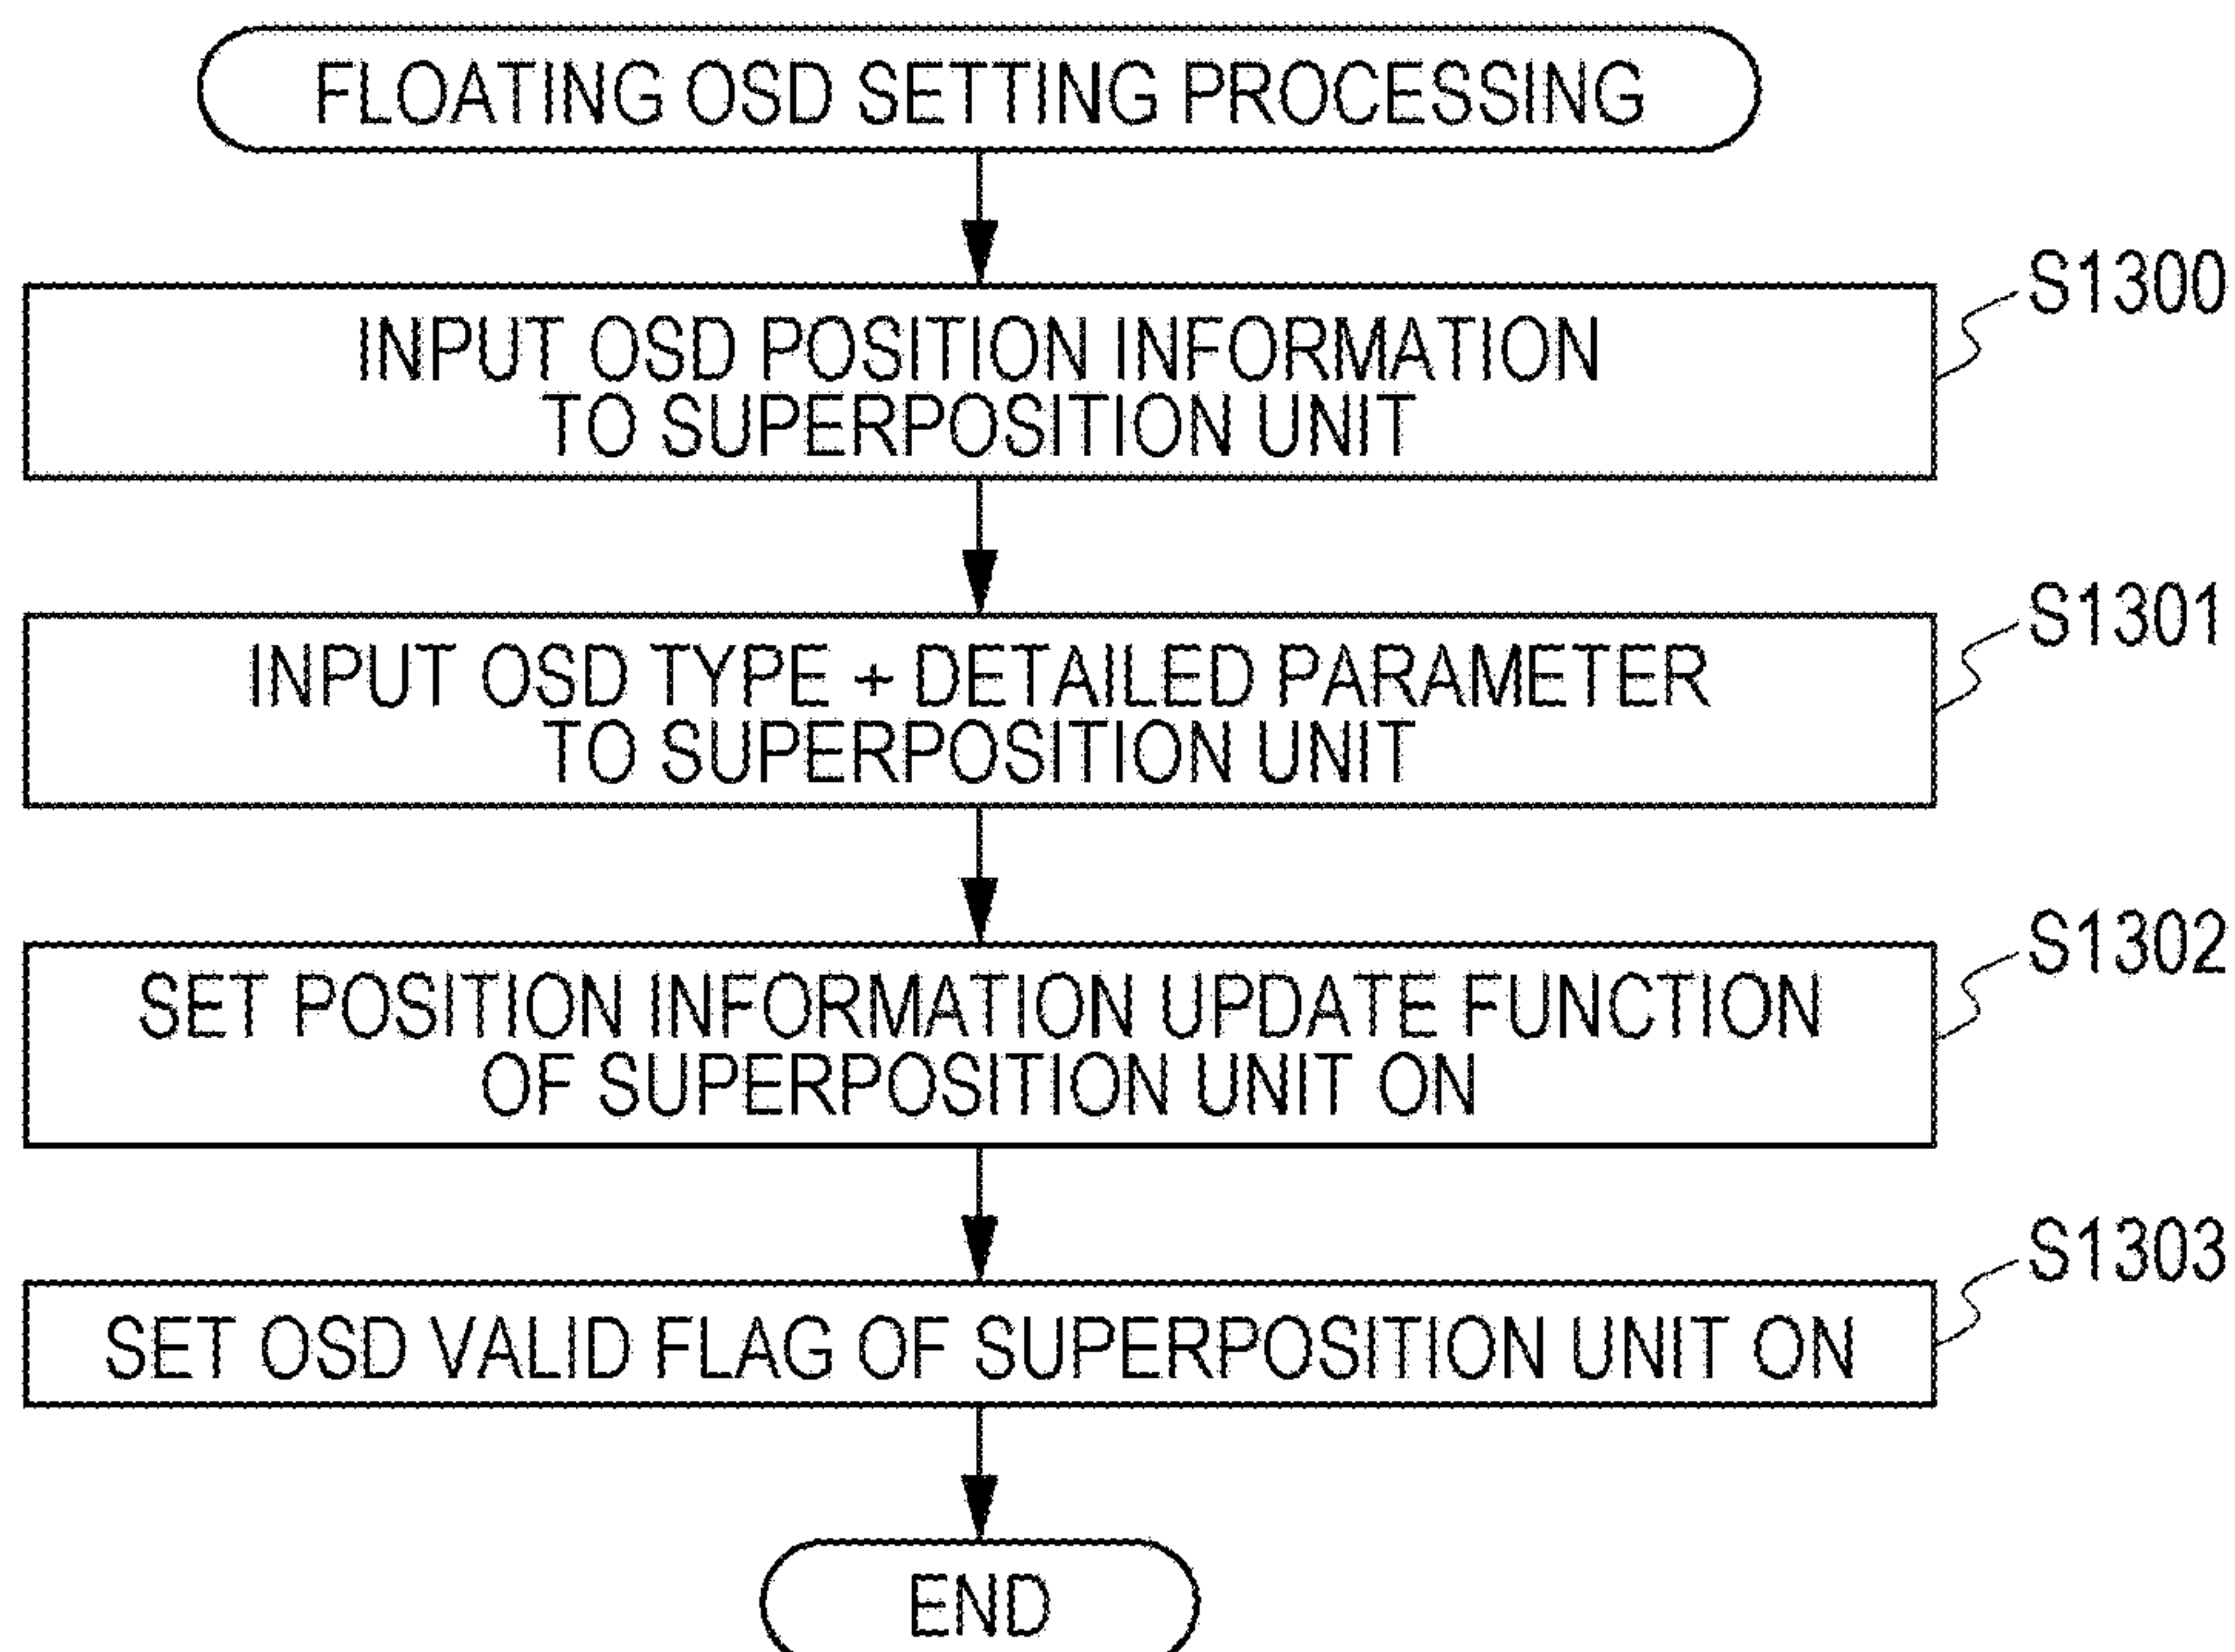 FLOATING OSD SETTING PROCESSING
S1300
INPUT OSD POSITION INFORMATION
TO SUPERPOSITION UNIT
S1301
INPUT OSD TYPE + DETAILED PARAMETER
TO SUPERPOSITION UNIT
S1302
SET POSITION INFORMATION UPDATE FUNCTION
OF SUPERPOSITION UNIT ON
S1303
SET OSD VALID FLAG OF SUPERPOSITION UNIT ON
END